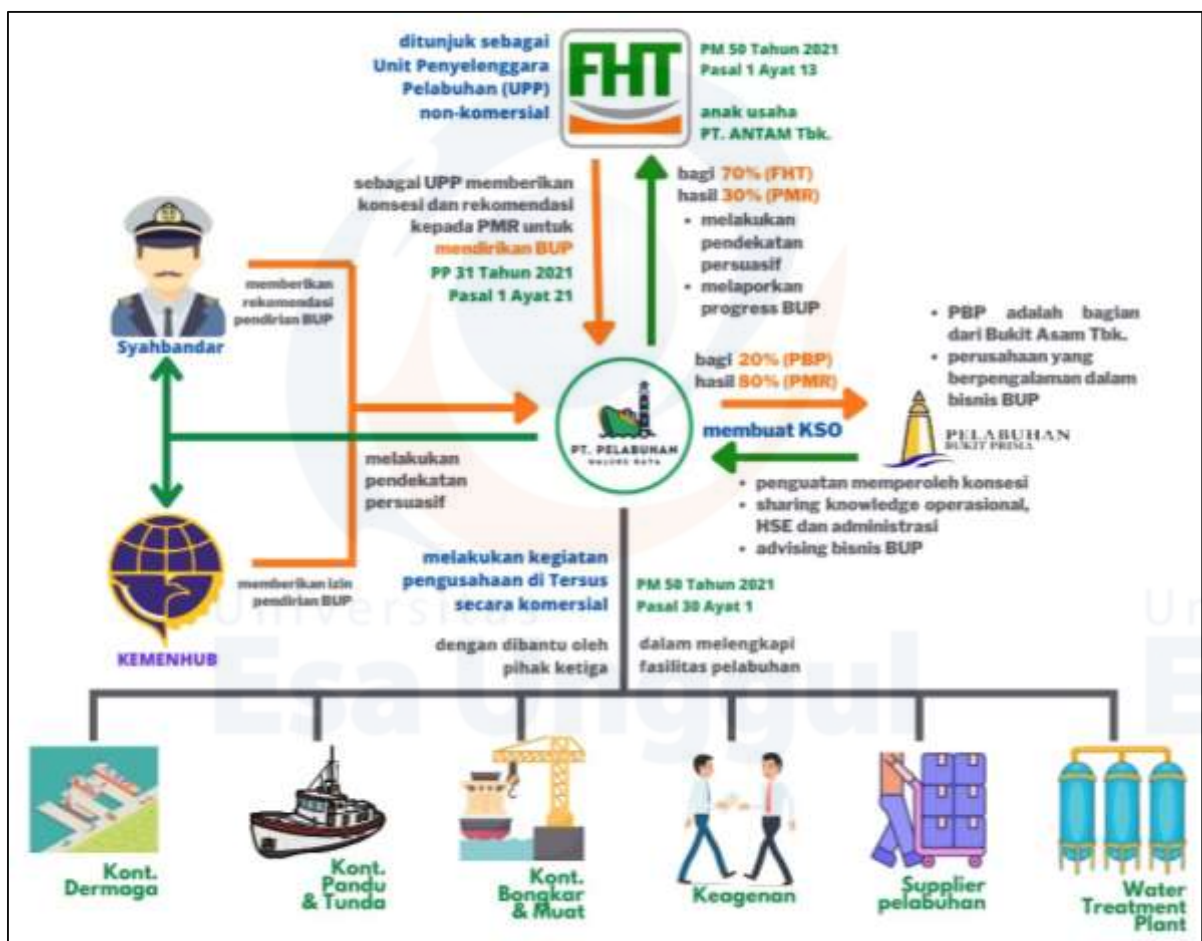 ditunjuk sebagai
Unit Penyelenggara
Pelabuhan (UPP)
non-komersial
FHT
PM 50 Tahun 2021
Pasal 1 Ayat 13
anak usaha
PT. ANTAM Tbk.
sebagai UPP memberikan
konsesi dan rekomendasi
kepada PMR untuk
mendirikan BUP
PP 31 Tahun 2021
Pasal 1 Ayat 21
bagi 70% (FHT)
hasil 30% (PMR)
• melakukan
pendekatan
persuasif
• melaporkan
progress BUP
Syahbandar
memberikan
rekomendasi
pendirian BUP
• PBP adalah bagian
dari Bukit Asam Tbk.
• perusahaan yang
berpengalaman dalam
bisnis BUP
bagi 20% (PBP)
hasil 80% (PMR)
membuat KSO
PT. PELABUHAN
PELABUHAN
BUKIT PRIMA
melakukan
pendekatan
persuasif
• penguatan memperoleh konsesi
• sharing knowledge operasional,
HSE dan administrasi
• advising bisnis BUP
KEMENHUB
memberikan izin
pendirian BUP
melakukan kegiatan
pengusahaan di Tersus
secara komersial
PM 50 Tahun 2021
Pasal 30 Ayat 1
dengan dibantu oleh
pihak ketiga
dalam melengkapi
fasilitas pelabuhan
Universitas
Esa Unggul
Un
E
Kont.
Dermaga
Kont.
Pandu
& Tunda
Kont.
Bongkar
& Muat
Keagenan
Supplier
pelabuhan
Water
Treatment
Plant